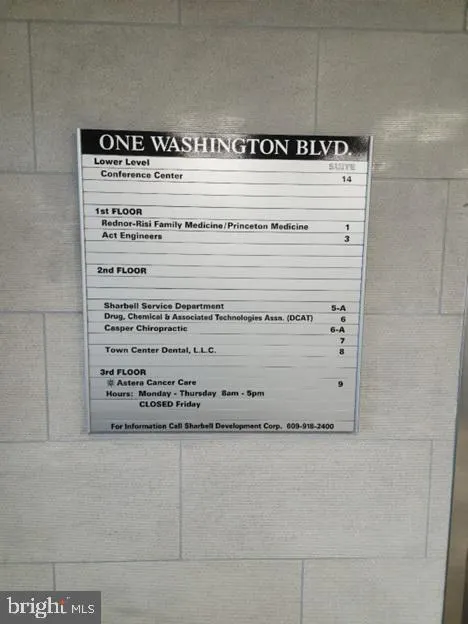 ONE WASHINGTON BLVD.
Lower Level SUITE
Conference Center 14
1st FLOOR
Rednor-Risi Family Medicine/Princeton Medicine 1
Act Engineers 3
2nd FLOOR
Sharbell Service Department 5-A
Drug, Chemical & Associated Technologies Assn. (DCAT) 6
Casper Chiropractic 6-A
7
Town Center Dental, L.L.C. 8
3rd FLOOR
Astera Cancer Care 9
Hours: Monday - Thursday 8am - 5pm
CLOSED Friday
For Information Call Sharbell Development Corp. 609-918-2400
bright MLS